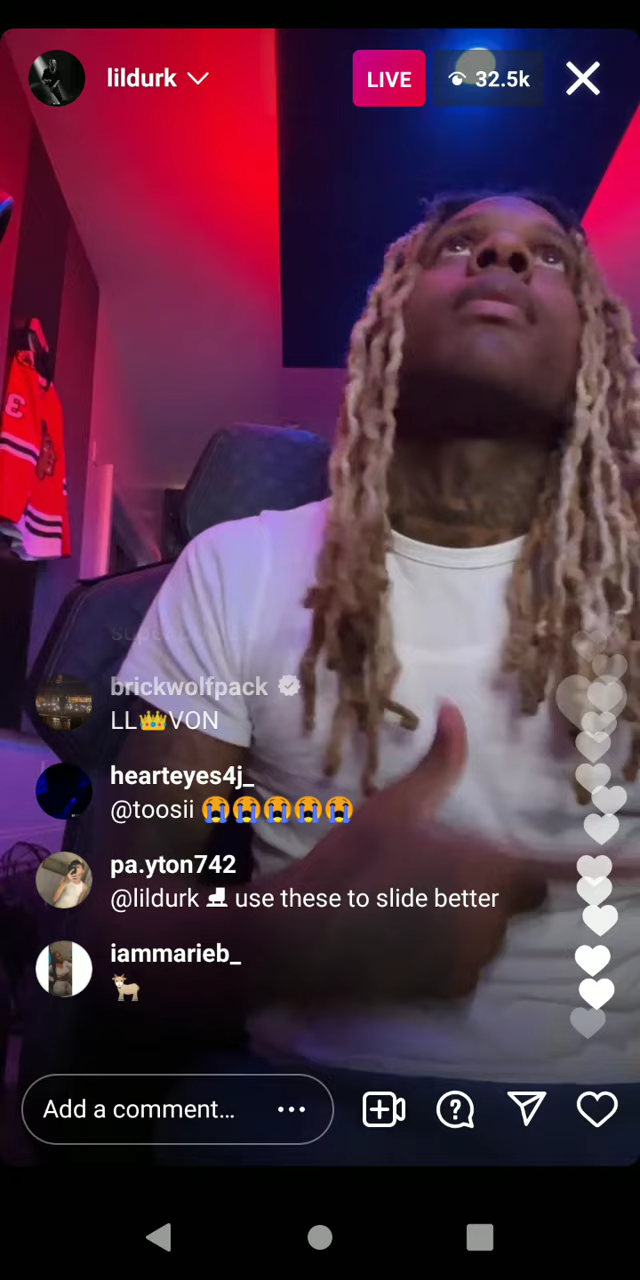 lildurk
LIVE
32.5k
brickwolfpack
LL👑VON
hearteyes4j_
@toosii 😭😭😭😭😭
pa.yton742
@lildurk ⛸ use these to slide better
iammarieb_
🐐
Add a comment...